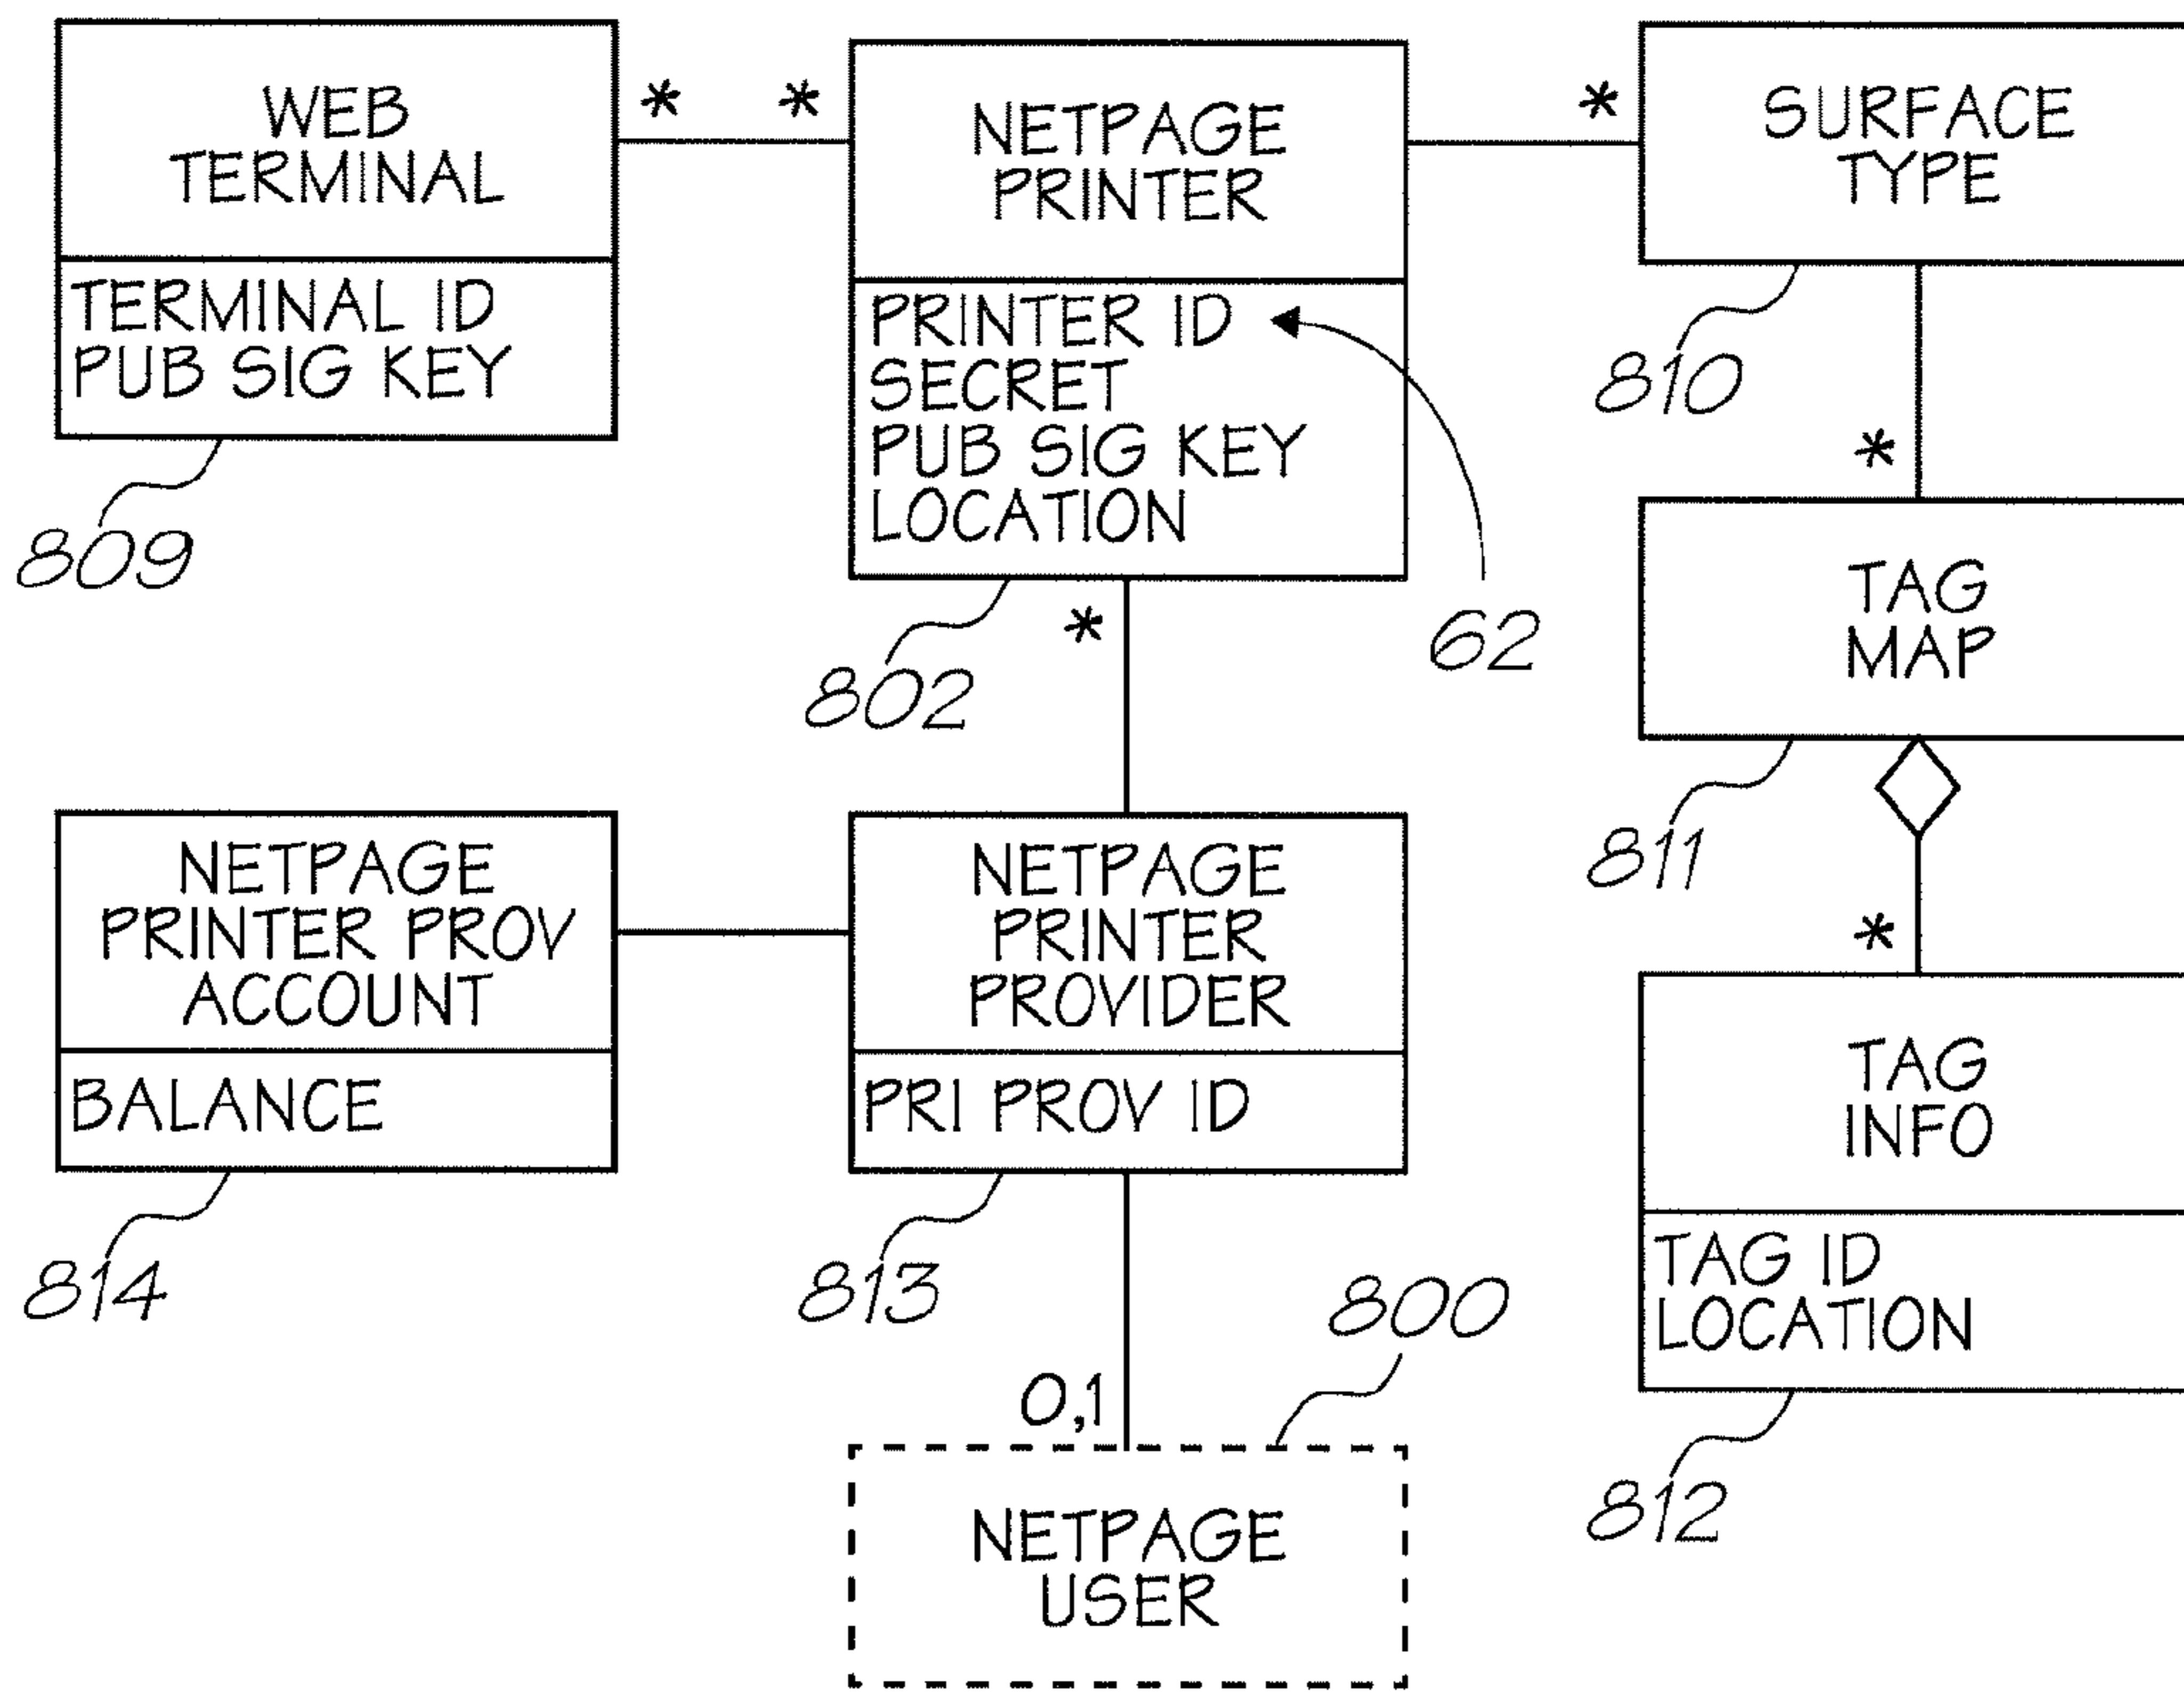 WEB
TERMINAL
TERMINAL ID
PUB SIG KEY
809
*
*
NETPAGE
PRINTER
PRINTER ID
SECRET
PUB SIG KEY
LOCATION
802
62
*
*
SURFACE
TYPE
810
*
TAG
MAP
811
*
TAG
INFO
TAG ID
LOCATION
812
NETPAGE
PRINTER PROV
ACCOUNT
BALANCE
814
NETPAGE
PRINTER
PROVIDER
PRI PROV ID
813
800
0,1
NETPAGE
USER